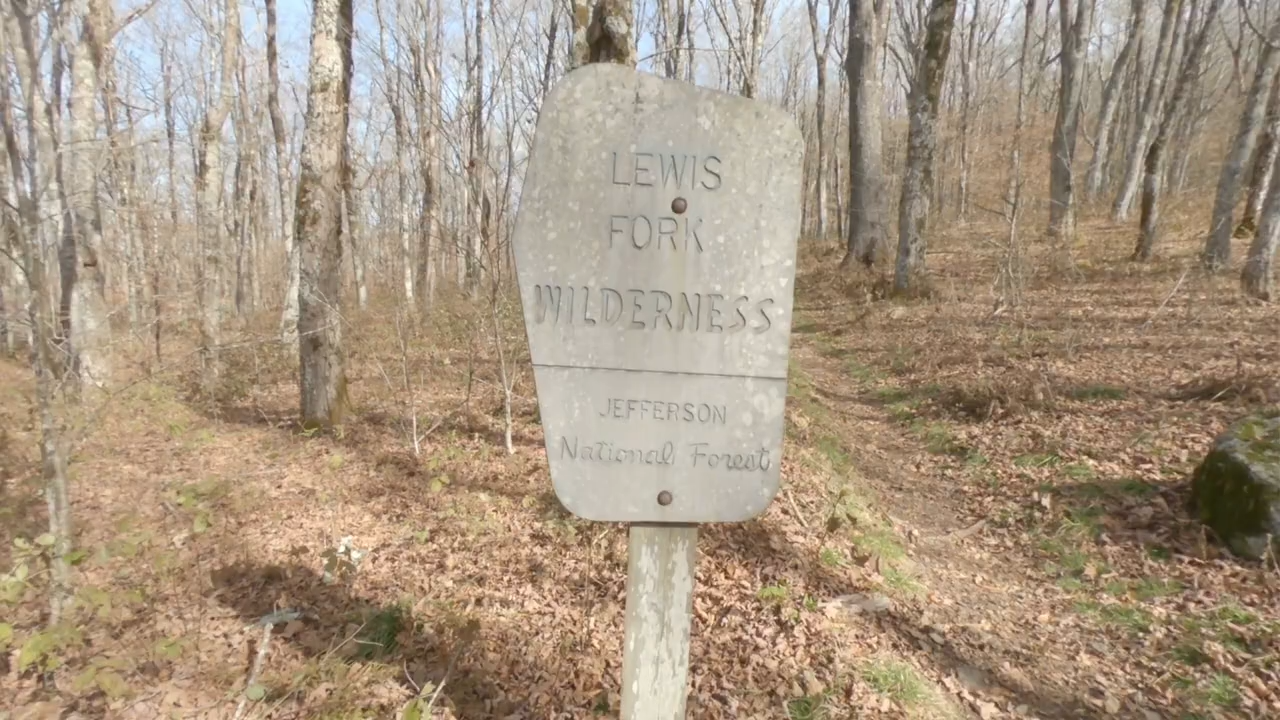 LEWIS
FORK
WILDERNESS
JEFFERSON
National Forest